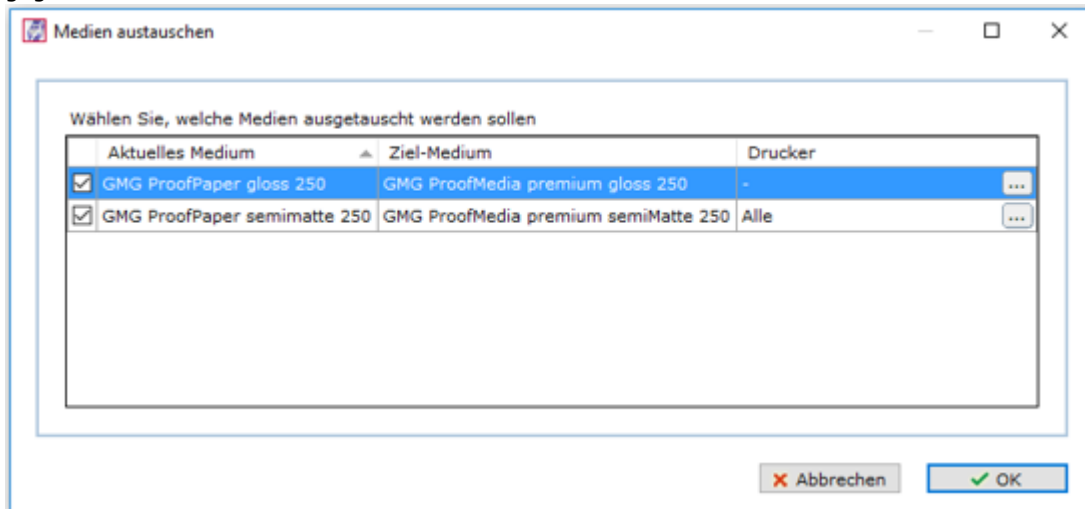 Medien austauschen
Wählen Sie, welche Medien ausgetauscht werden sollen
Aktuelles Medium Ziel-Medium Drucker
GMG ProofPaper gloss 250 GMG ProofMedia premium gloss 250 - ...
GMG ProofPaper semimatte 250 GMG ProofMedia premium semiMatte 250 Alle ...
Abbrechen OK